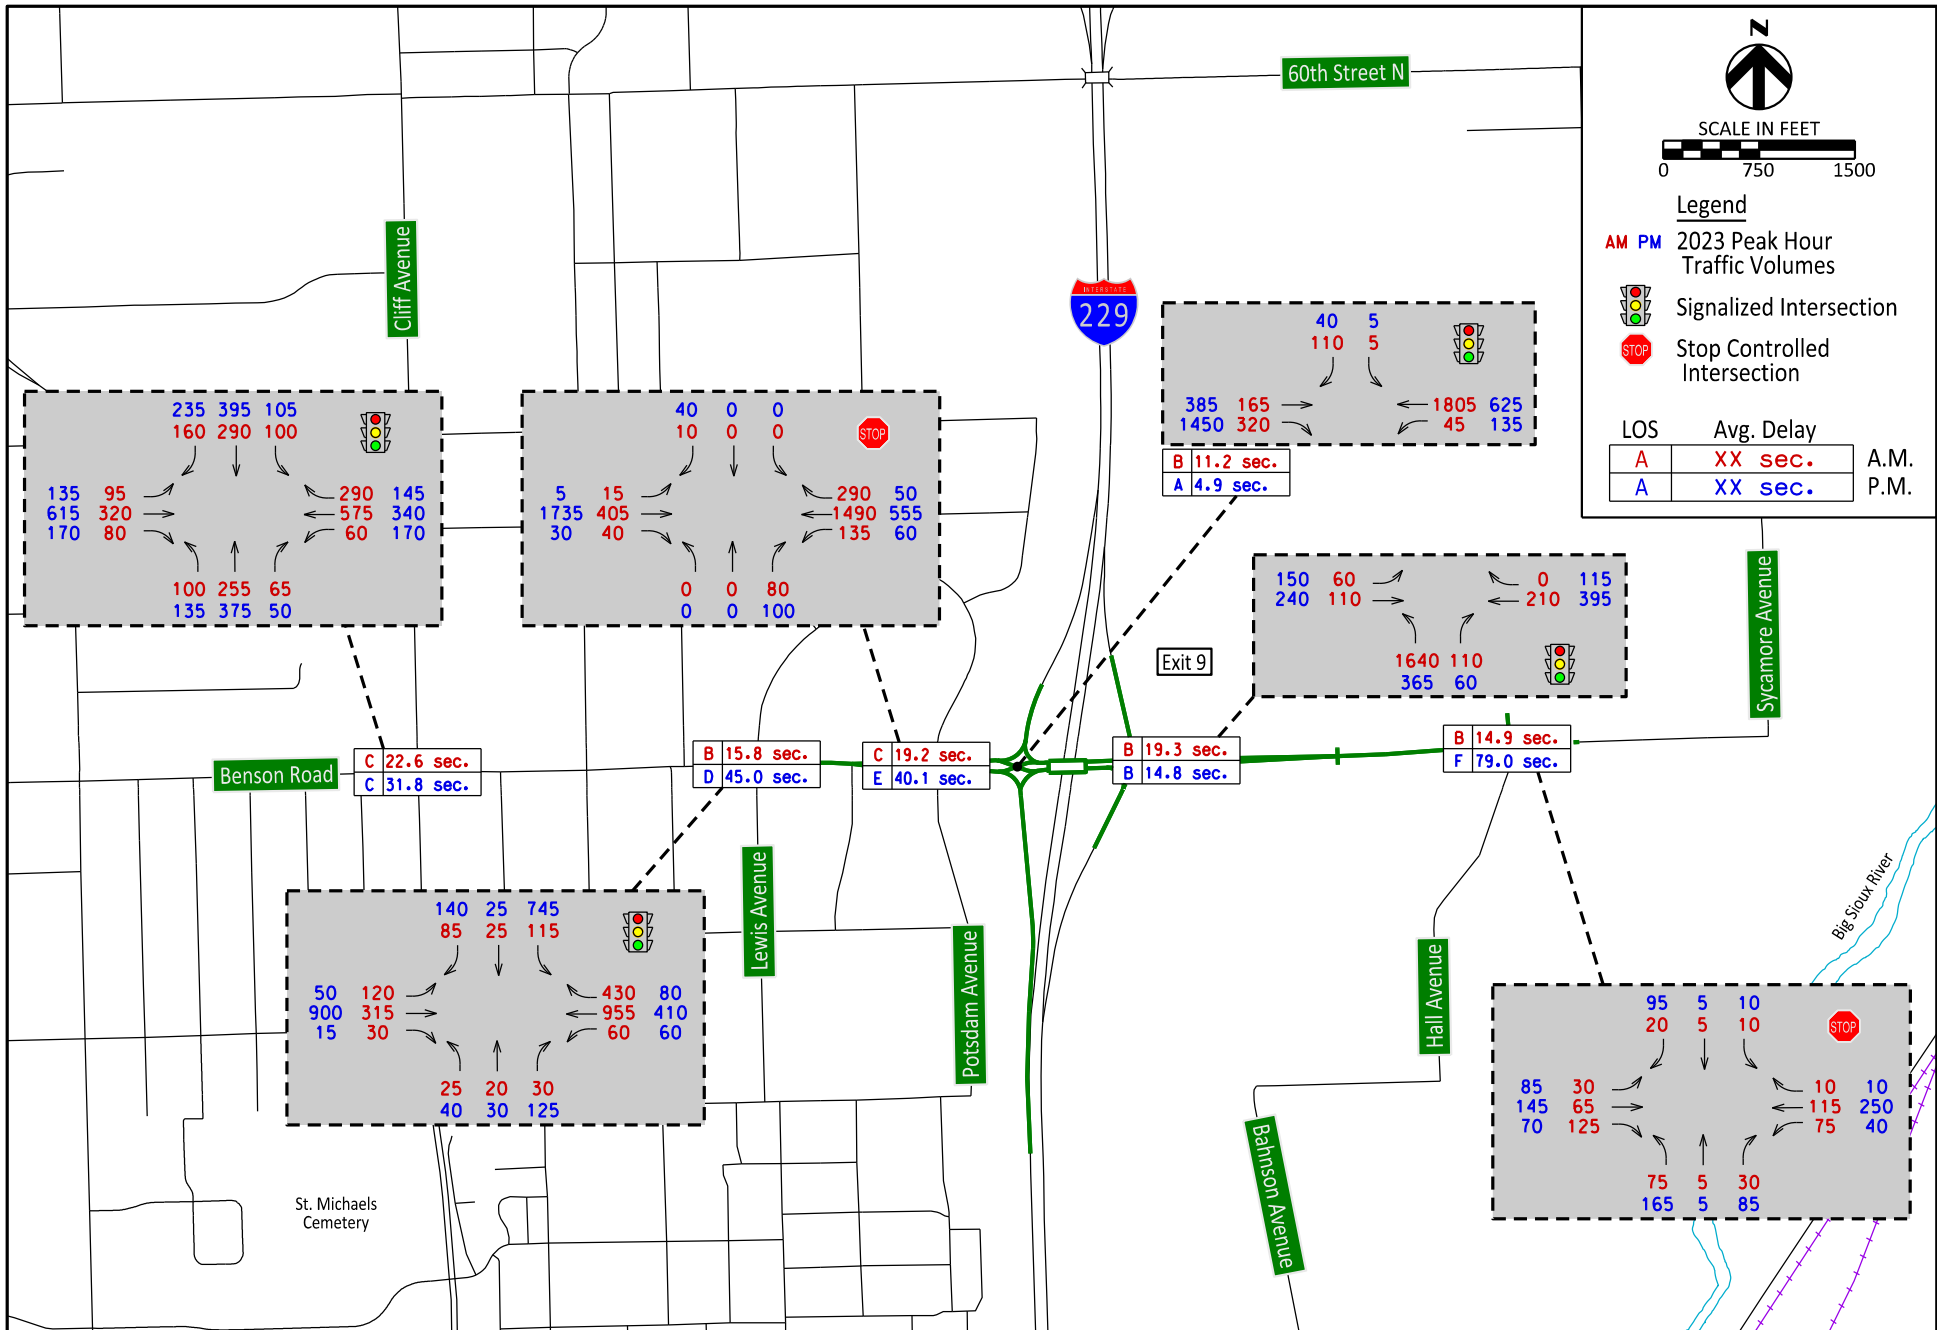 60th Street N
N
SCALE IN FEET
0 750 1500
Legend
AM PM 2023 Peak Hour
Traffic Volumes
Signalized Intersection
STOP Stop Controlled
Intersection
LOS Avg. Delay
A XX sec. A.M.
A XX sec. P.M.
Cliff Avenue
INTERSTATE
229
235 395 105
160 290 100
135 95 290 145
615 320 575 340
170 80 60 170
100 255 65
135 375 50
40 0 0
10 0 0
STOP
5 15 290 50
1735 405 1490 555
30 40 135 60
0 0 80
0 0 100
40 5
110 5
385 165 1805 625
1450 320 45 135
B 11.2 sec.
A 4.9 sec.
150 60 0 115
240 110 210 395
1640 110
365 60
Exit 9
Sycamore Avenue
Benson Road
C 22.6 sec.
C 31.8 sec.
B 15.8 sec.
D 45.0 sec.
C 19.2 sec.
E 40.1 sec.
B 19.3 sec.
B 14.8 sec.
B 14.9 sec.
F 79.0 sec.
Lewis Avenue
Potsdam Avenue
Hall Avenue
Bahnson Avenue
Big Sioux River
140 25 745
85 25 115
50 120 430 80
900 315 955 410
15 30 60 60
25 20 30
40 30 125
95 5 10
20 5 10
STOP
85 30 10 10
145 65 115 250
70 125 75 40
75 5 30
165 5 85
St. Michaels
Cemetery